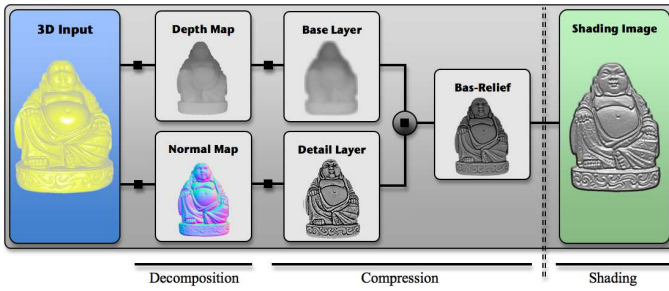 3D Input
Depth Map
Base Layer
Shading Image
Bas-Relief
Normal Map
Detail Layer
Decomposition
Compression
Shading